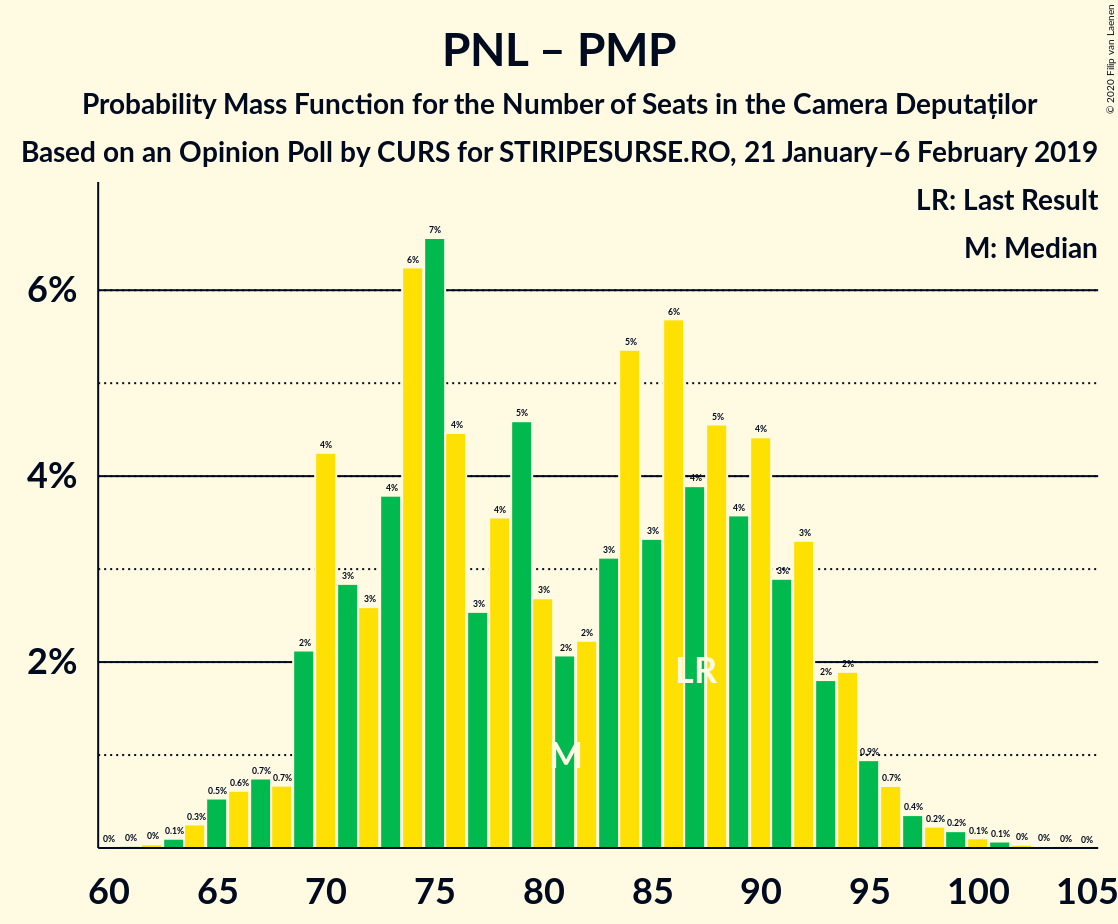 PNL – PMP
Probability Mass Function for the Number of Seats in the Camera Deputaților
Based on an Opinion Poll by CURS for STIRIPESURSE.RO, 21 January–6 February 2019
© 2020 Filip van Laenen
LR: Last Result
M: Median
6%
4%
2%
0% 0% 0% 0.1% 0.3% 0.5% 0.6% 0.7% 0.7% 2% 4% 3% 3% 4% 6% 7% 4% 3% 4% 5% 3% 2% 2% 3% 5% 3% 6% 4% 5% 4% 4% 3% 3% 2% 2% 0.9% 0.7% 0.4% 0.2% 0.2% 0.1% 0.1% 0% 0% 0% 0%
LR
M
60 65 70 75 80 85 90 95 100 105